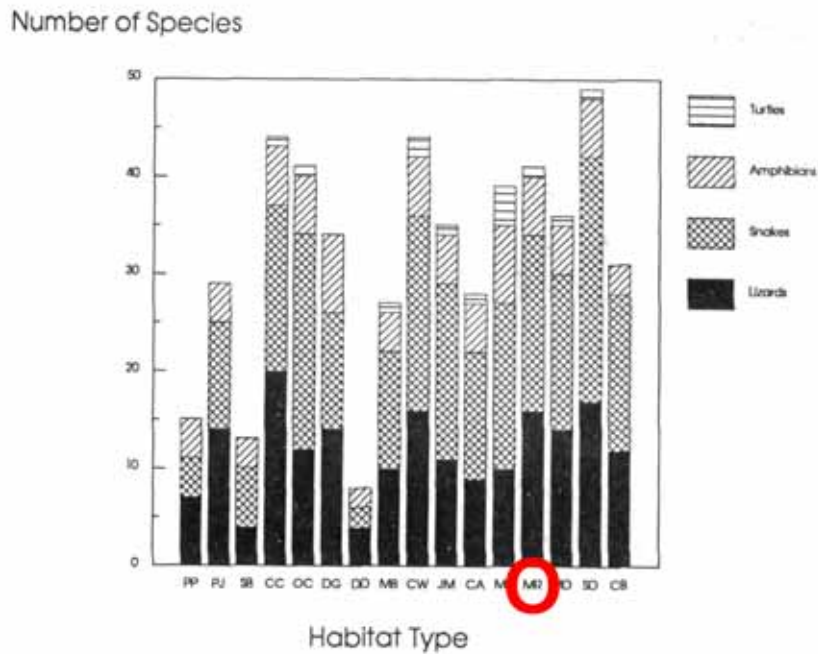 Number of Species
50
40
30
20
10
0
Turtles
Amphibians
Snakes
Lizards
PP PJ SB CC OC DG DD MB CW JM CA MR SD CB
Habitat Type